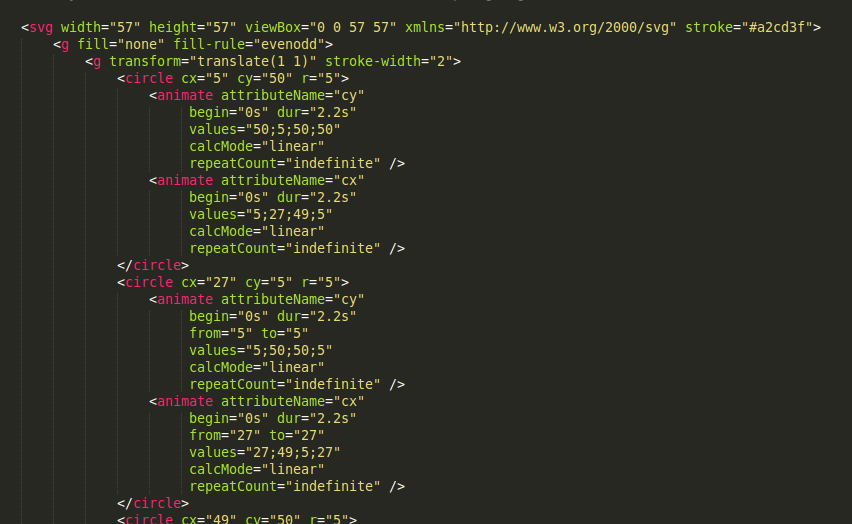 <svg width="57" height="57" viewBox="0 0 57 57" xmlns="http://www.w3.org/2000/svg" stroke="#a2cd3f">
<g fill="none" fill-rule="evenodd">
<g transform="translate(1 1)" stroke-width="2">
<circle cx="5" cy="50" r="5">
<animate attributeName="cy"
begin="0s" dur="2.2s"
values="50;5;50;50"
calcMode="linear"
repeatCount="indefinite" />
<animate attributeName="cx"
begin="0s" dur="2.2s"
values="5;27;49;5"
calcMode="linear"
repeatCount="indefinite" />
</circle>
<circle cx="27" cy="5" r="5">
<animate attributeName="cy"
begin="0s" dur="2.2s"
from="5" to="5"
values="5;50;50;5"
calcMode="linear"
repeatCount="indefinite" />
<animate attributeName="cx"
begin="0s" dur="2.2s"
from="27" to="27"
values="27;49;5;27"
calcMode="linear"
repeatCount="indefinite" />
</circle>
<circle cx="49" cy="50" r="5">